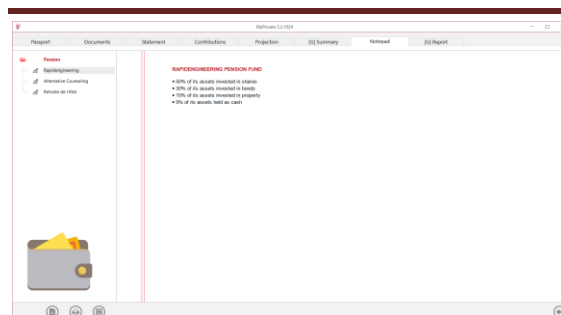 MyPrivate 5.2.1924
Passport Documents Statement Contributions Projection [G] Summary Notepad [G] Report
Pension
Rapidengineering
Alternative Counseling
Retraite de l'état
RAPIDENGINEERING PENSION FUND
• 50% of its assets invested in shares
• 30% of its assets invested in bonds
• 15% of its assets invested in property
• 5% of its assets held as cash